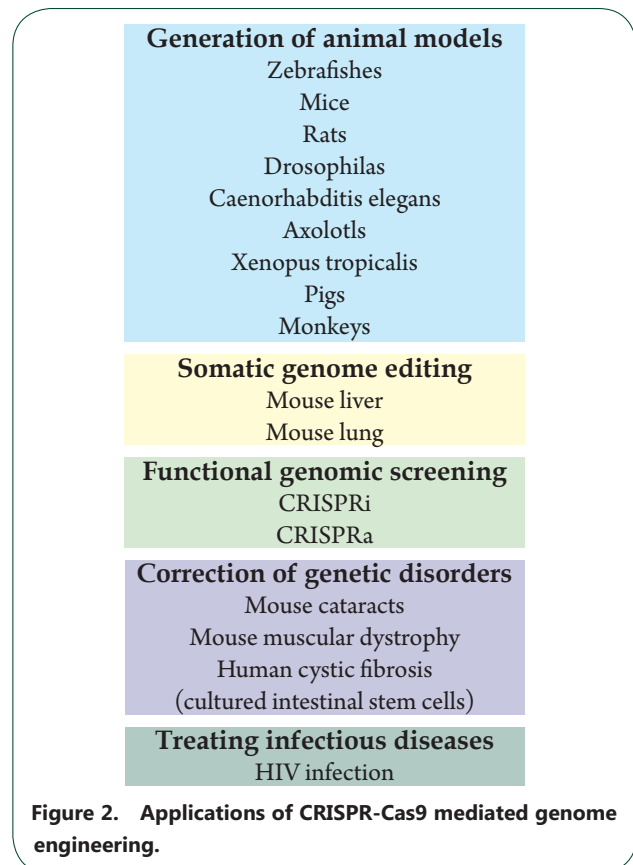 Generation of animal models
Zebrafishes
Mice
Rats
Drosophilas
Caenorhabditis elegans
Axolotls
Xenopus tropicalis
Pigs
Monkeys
Somatic genome editing
Mouse liver
Mouse lung
Functional genomic screening
CRISPRi
CRISPRa
Correction of genetic disorders
Mouse cataracts
Mouse muscular dystrophy
Human cystic fibrosis
(cultured intestinal stem cells)
Treating infectious diseases
HIV infection
Figure 2. Applications of CRISPR-Cas9 mediated genome
engineering.